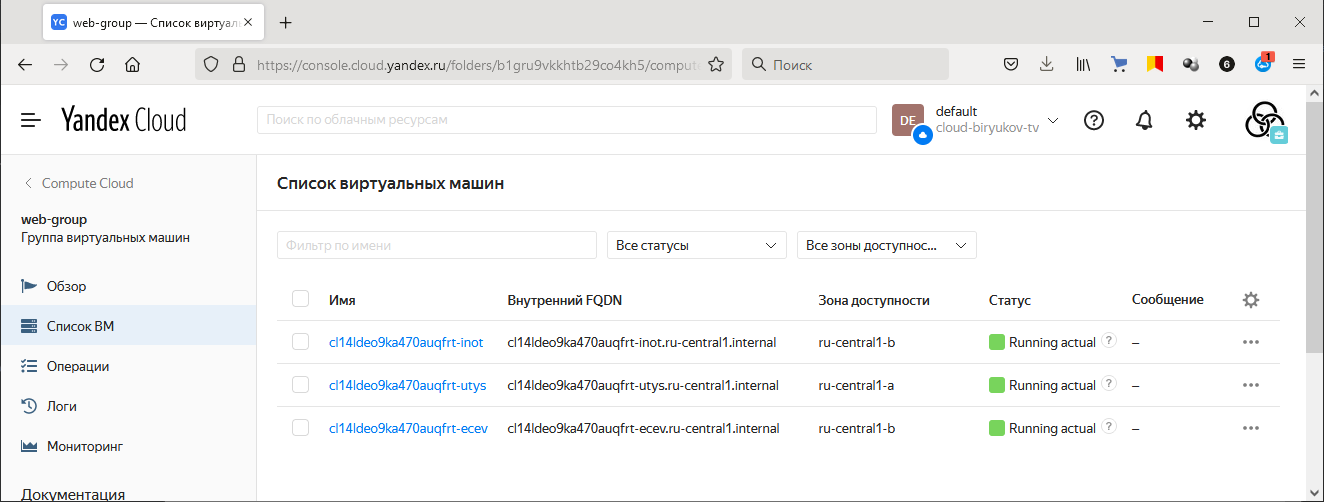 YC web-group — Список виртуаль
https://console.cloud.yandex.ru/folders/b1gru9vkkhtb29co4kh5/compute
Поиск
6
1
Yandex Cloud
Поиск по облачным ресурсам
DE
default
cloud-biryukov-tv
Compute Cloud
web-group
Группа виртуальных машин
Обзор
Список ВМ
Операции
Логи
Мониторинг
Документация
Список виртуальных машин
Фильтр по имени
Все статусы
Все зоны доступнос...
Имя Внутренний FQDN Зона доступности Статус Сообщение
cl14ldeo9ka470auqfrt-inot cl14ldeo9ka470auqfrt-inot.ru-central1.internal ru-central1-b Running actual ? –
cl14ldeo9ka470auqfrt-utys cl14ldeo9ka470auqfrt-utys.ru-central1.internal ru-central1-a Running actual ? –
cl14ldeo9ka470auqfrt-ecev cl14ldeo9ka470auqfrt-ecev.ru-central1.internal ru-central1-b Running actual ? –